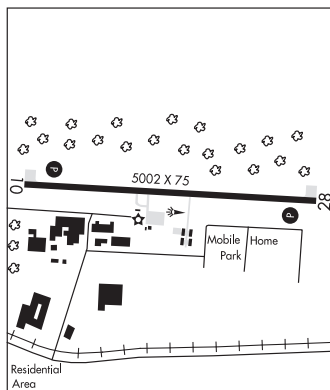 P
10
5002 X 75
28
P
Mobile Home
Park
Residential
Area